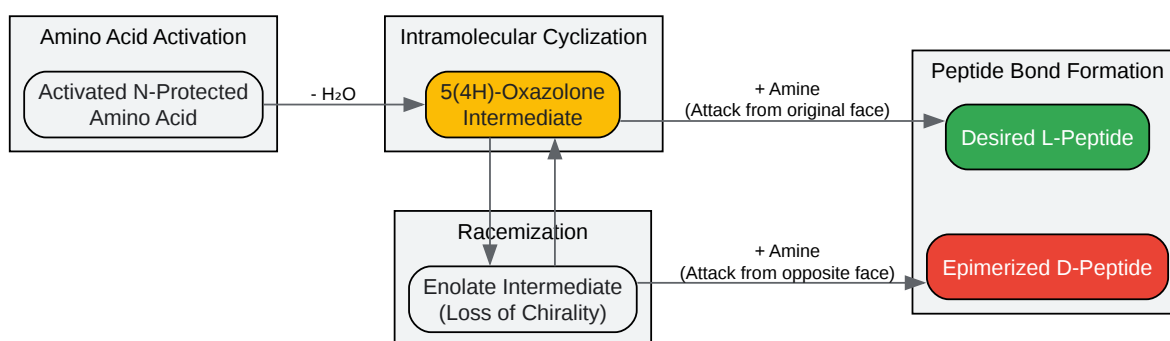 Amino Acid Activation
Activated N-Protected
Amino Acid
- H₂O
Intramolecular Cyclization
5(4H)-Oxazolone
Intermediate
+ Amine
(Attack from original face)
Peptide Bond Formation
Desired L-Peptide
Racemization
Enolate Intermediate
(Loss of Chirality)
+ Amine
(Attack from opposite face)
Epimerized D-Peptide